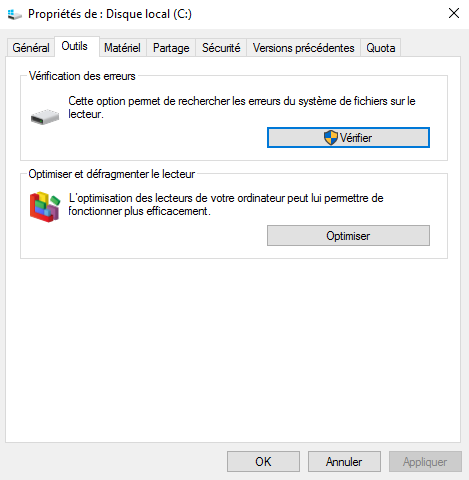 Propriétés de : Disque local (C:)
Général Outils Matériel Partage Sécurité Versions précédentes Quota
Vérification des erreurs
Cette option permet de rechercher les erreurs du système de fichiers sur le
lecteur.
Vérifier
Optimiser et défragmenter le lecteur
L'optimisation des lecteurs de votre ordinateur peut lui permettre de
fonctionner plus efficacement.
Optimiser
OK Annuler Appliquer